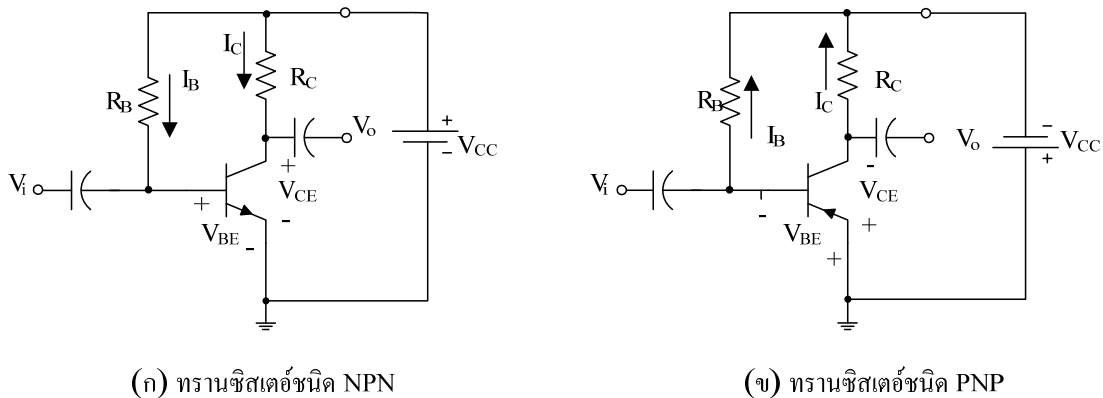 I_B
I_C
R_B
R_C
V_o
+
-
V_CC
V_i
+
V_CE
+
-
V_BE
-
(ก) ทรานซิสเตอ์ชนิด NPN
R_B
I_B
I_C
R_C
V_o
-
+
V_CC
V_i
-
V_CE
-
+
V_BE
+
(ข) ทรานซิสเตอ์ชนิด PNP